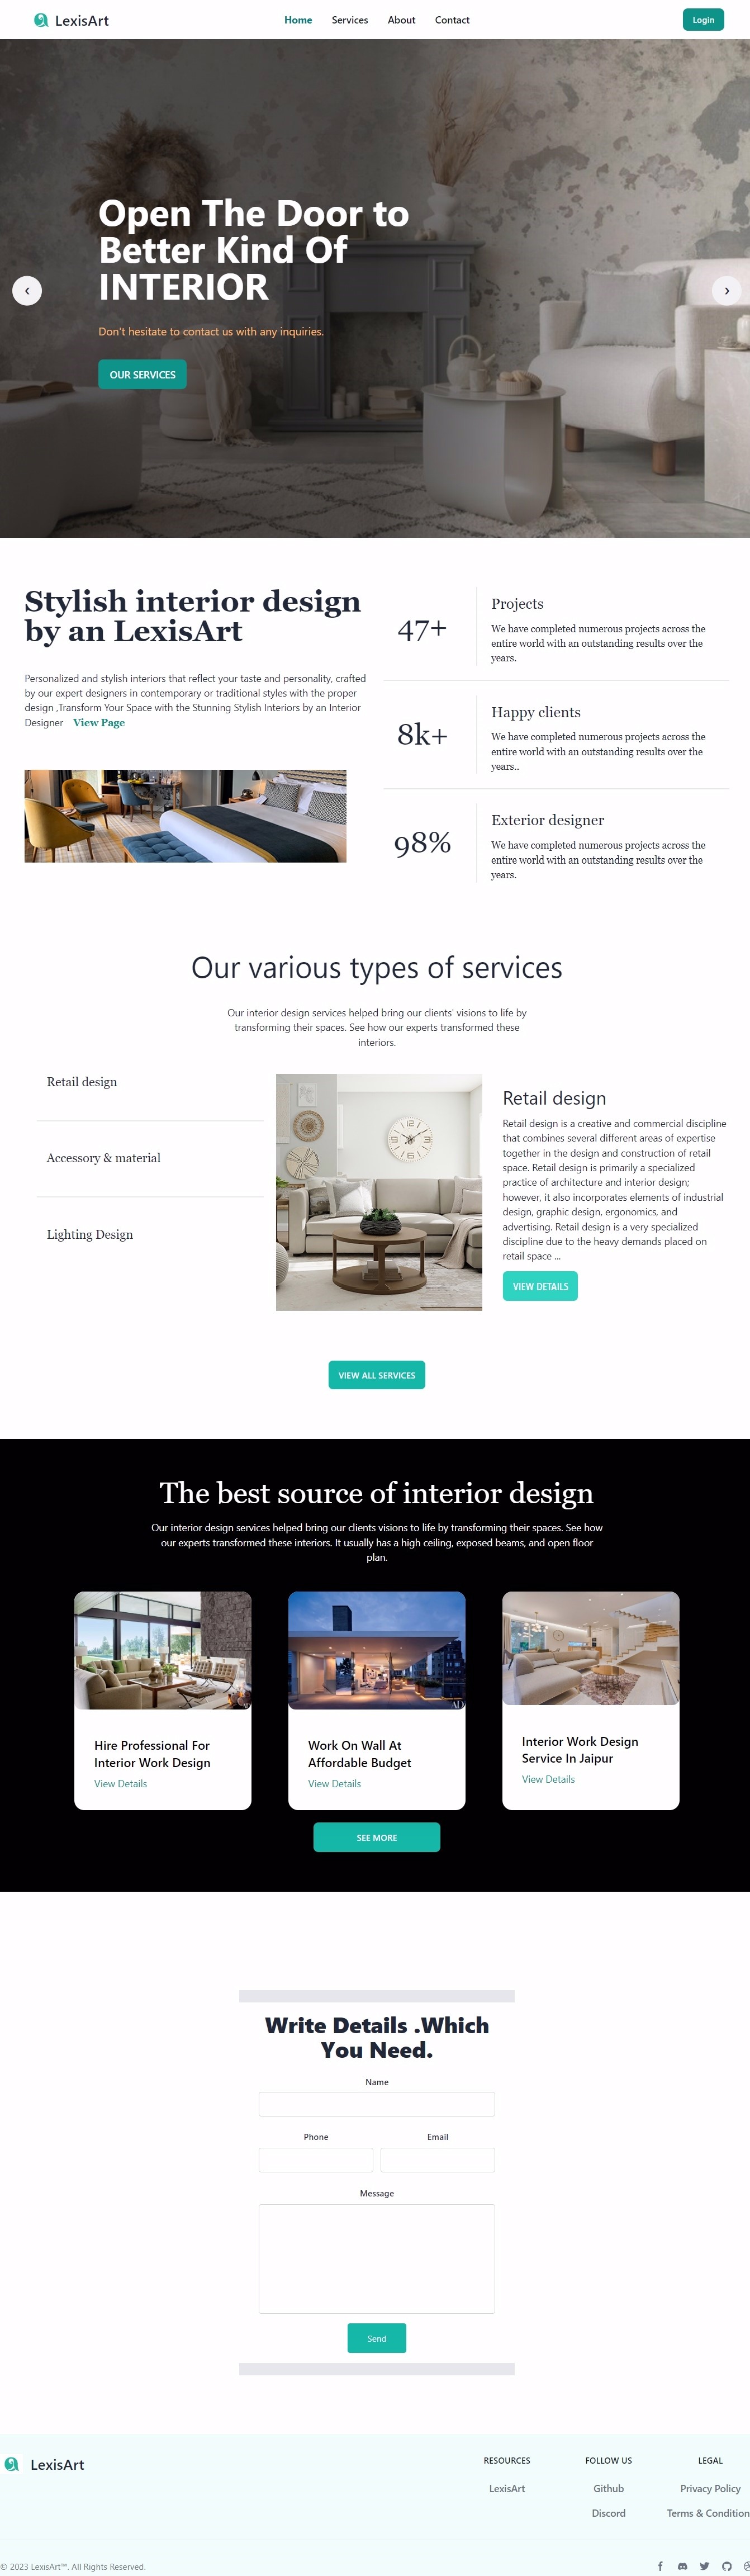 LexisArt
Home Services About Contact
Login
Open The Door to
Better Kind Of
INTERIOR
‹
›
Don't hesitate to contact us with any inquiries.
OUR SERVICES
Stylish interior design
by an LexisArt
Personalized and stylish interiors that reflect your taste and personality, crafted
by our expert designers in contemporary or traditional styles with the proper
design ,Transform Your Space with the Stunning Stylish Interiors by an Interior
Designer View Page
47+
Projects
We have completed numerous projects across the
entire world with an outstanding results over the
years.
8k+
Happy clients
We have completed numerous projects across the
entire world with an outstanding results over the
years..
98%
Exterior designer
We have completed numerous projects across the
entire world with an outstanding results over the
years.
Our various types of services
Our interior design services helped bring our clients' visions to life by
transforming their spaces. See how our experts transformed these
interiors.
Retail design
Accessory & material
Lighting Design
Retail design
Retail design is a creative and commercial discipline
that combines several different areas of expertise
together in the design and construction of retail
space. Retail design is primarily a specialized
practice of architecture and interior design;
however, it also incorporates elements of industrial
design, graphic design, ergonomics, and
advertising. Retail design is a very specialized
discipline due to the heavy demands placed on
retail space ...
VIEW DETAILS
VIEW ALL SERVICES
The best source of interior design
Our interior design services helped bring our clients visions to life by transforming their spaces. See how
our experts transformed these interiors. It usually has a high ceiling, exposed beams, and open floor
plan.
Hire Professional For
Interior Work Design
View Details
AD
Work On Wall At
Affordable Budget
View Details
Interior Work Design
Service In Jaipur
View Details
SEE MORE
Write Details .Which
You Need.
Name
Phone Email
Message
Send
LexisArt
RESOURCES
LexisArt
FOLLOW US
Github
Discord
LEGAL
Privacy Policy
Terms & Condition
© 2023 LexisArt™. All Rights Reserved.